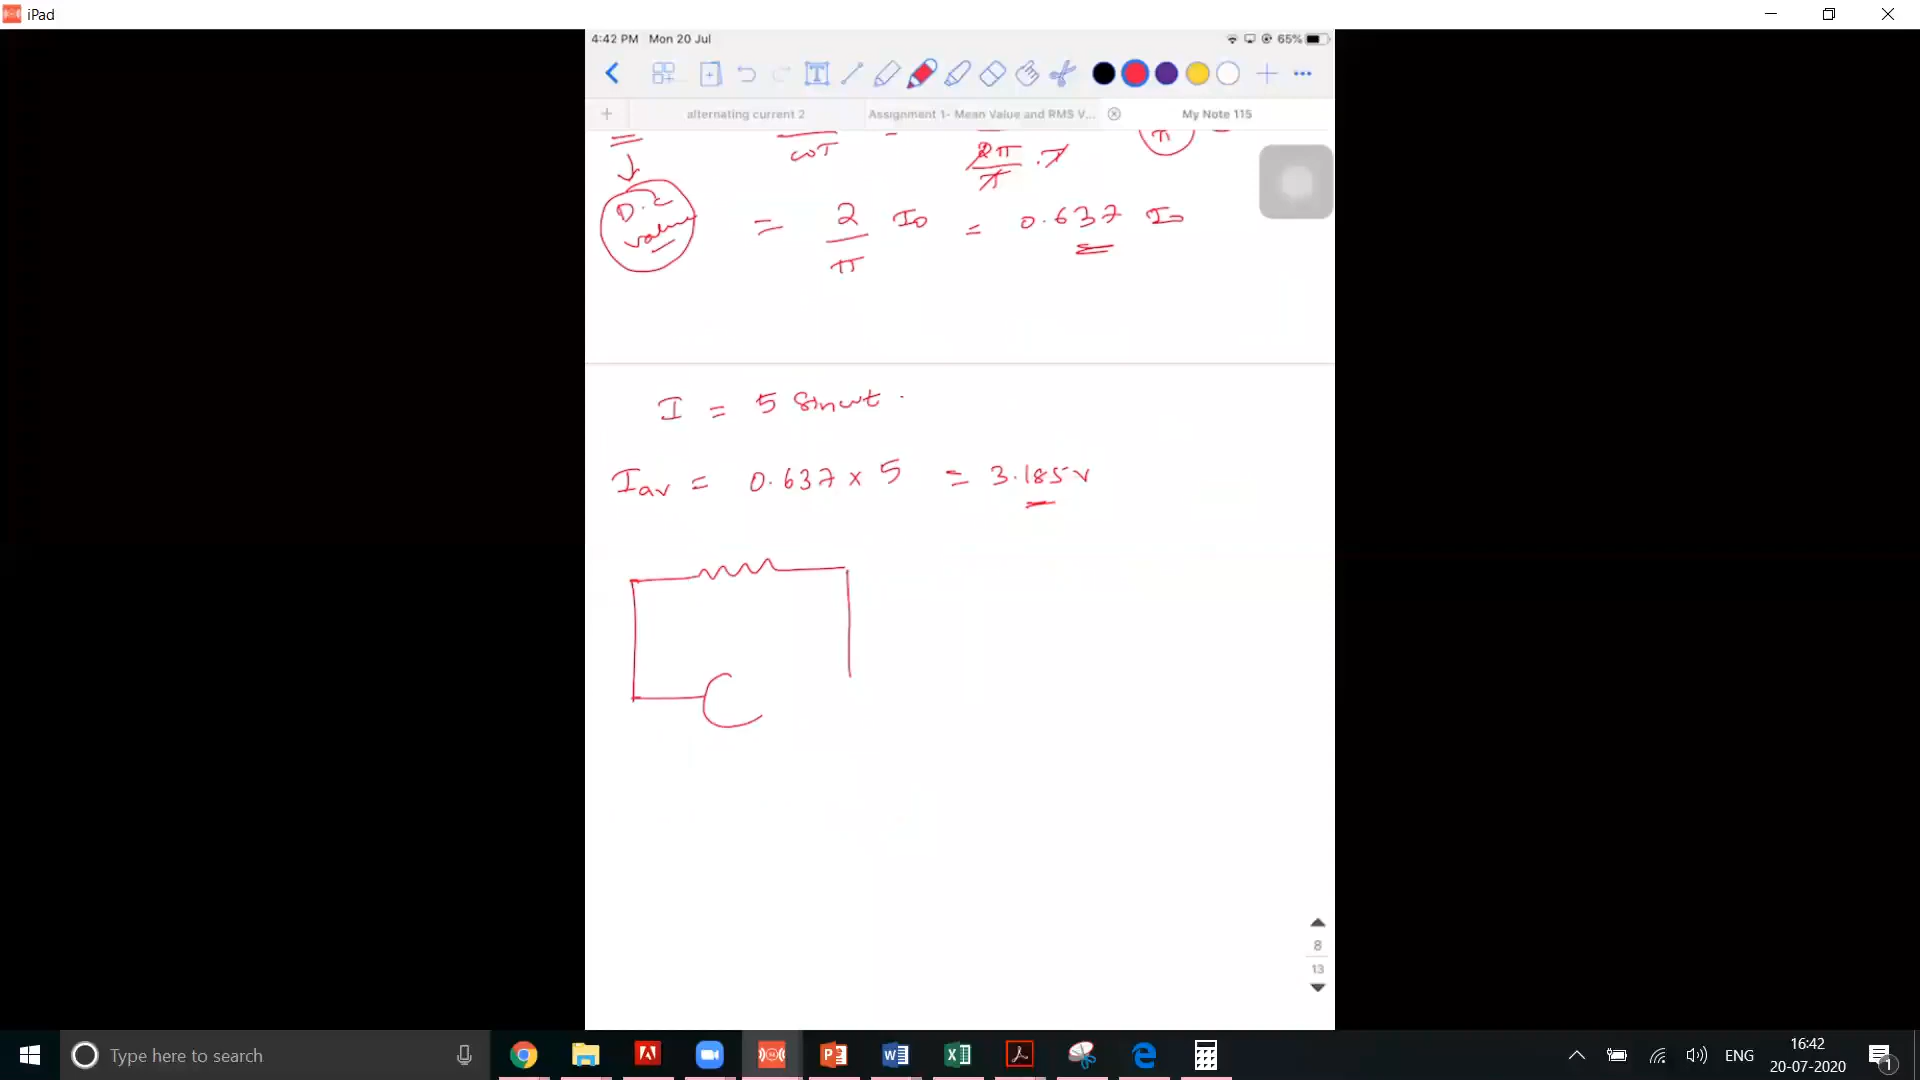 iPad
4:42 PM Mon 20 Jul
65%
alternating current 2
Assignment 1- Mean Value and RMS V...
My Note 115
ωT
2π/T . T
π
D.C
value
= 2/π I₀ = 0.637 I₀
I = 5 Sinωt .
Iav = 0.637 x 5 = 3.185 v
8
13
Type here to search
ENG
16:42
20-07-2020
1